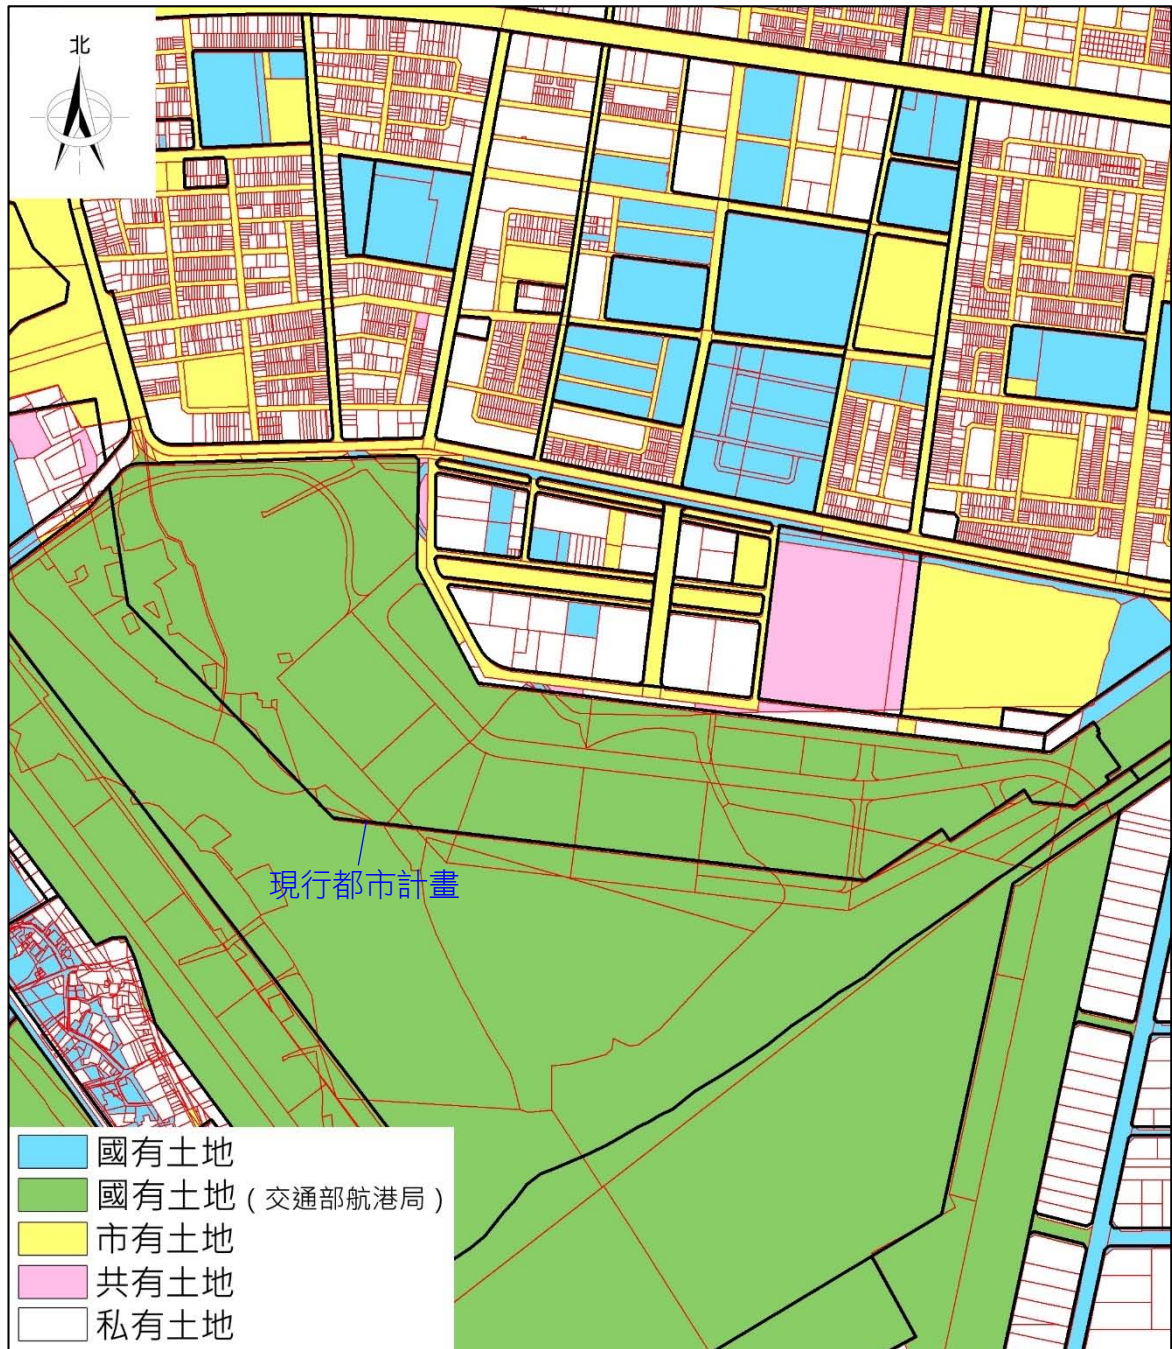 北
現行都市計畫
國有土地
國有土地（交通部航港局）
市有土地
共有土地
私有土地